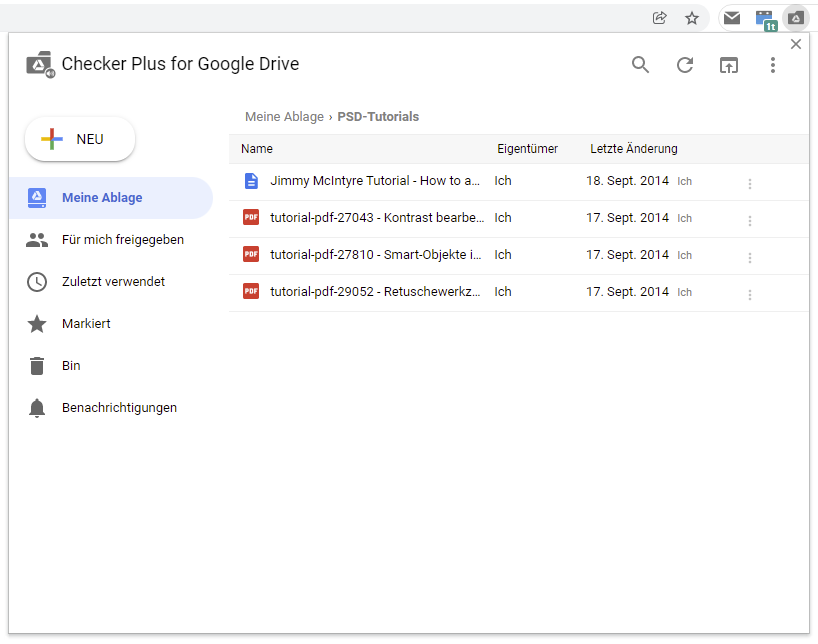 1t
Checker Plus for Google Drive
Meine Ablage › PSD-Tutorials
NEU
Name Eigentümer Letzte Änderung
Jimmy McIntyre Tutorial - How to a... Ich 18. Sept. 2014 Ich
PDF tutorial-pdf-27043 - Kontrast bearbe... Ich 17. Sept. 2014 Ich
PDF tutorial-pdf-27810 - Smart-Objekte i... Ich 17. Sept. 2014 Ich
PDF tutorial-pdf-29052 - Retuschewerkz... Ich 17. Sept. 2014 Ich
Meine Ablage
Für mich freigegeben
Zuletzt verwendet
Markiert
Bin
Benachrichtigungen